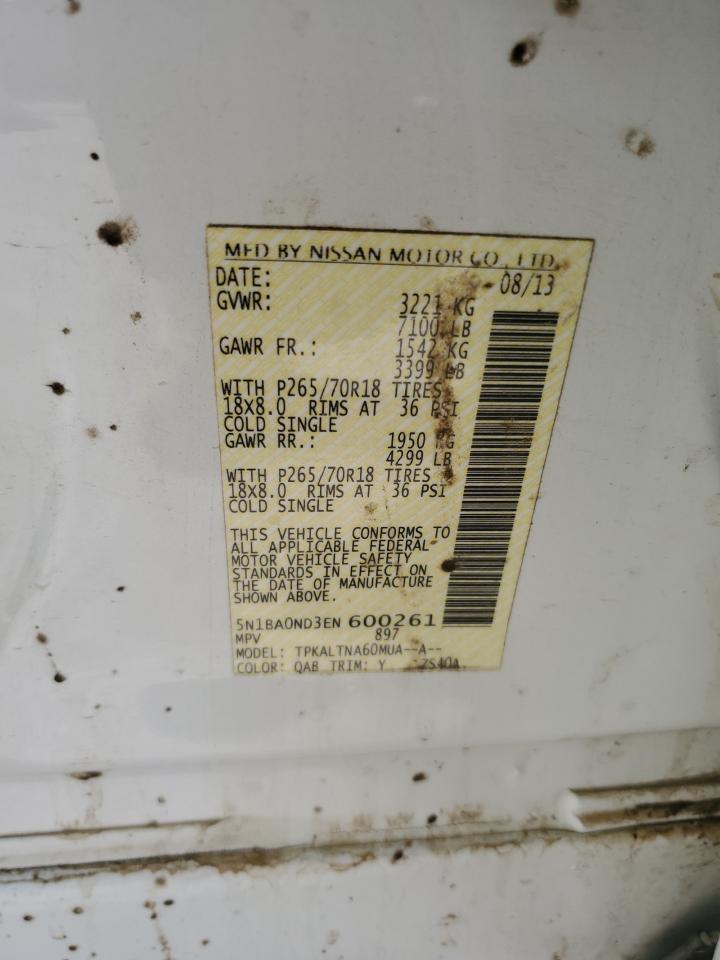 MFD BY NISSAN MOTOR CO., LTD.
DATE: 08/13
GVWR: 3221 KG
7100 LB
GAWR FR.: 1542 KG
3399 LB
WITH P265/70R18 TIRES
18X8.0 RIMS AT 36 PSI
COLD SINGLE
GAWR RR.: 1950 KG
4299 LB
WITH P265/70R18 TIRES
18X8.0 RIMS AT 36 PSI
COLD SINGLE
THIS VEHICLE CONFORMS TO
ALL APPLICABLE FEDERAL
MOTOR VEHICLE SAFETY
STANDARDS IN EFFECT ON
THE DATE OF MANUFACTURE
SHOWN ABOVE.
5N1BA0ND3EN 600261
MPV 897
MODEL: TPKALTNA60MUA--A--
COLOR: QAB TRIM: Y